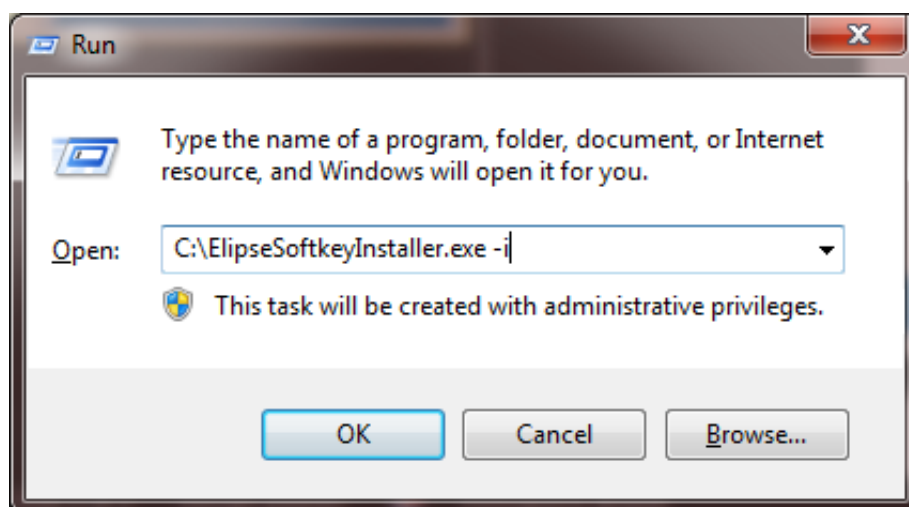 Run
Type the name of a program, folder, document, or Internet
resource, and Windows will open it for you.
Open:
C:\ElipseSoftkeyInstaller.exe -i
This task will be created with administrative privileges.
OK
Cancel
Browse...